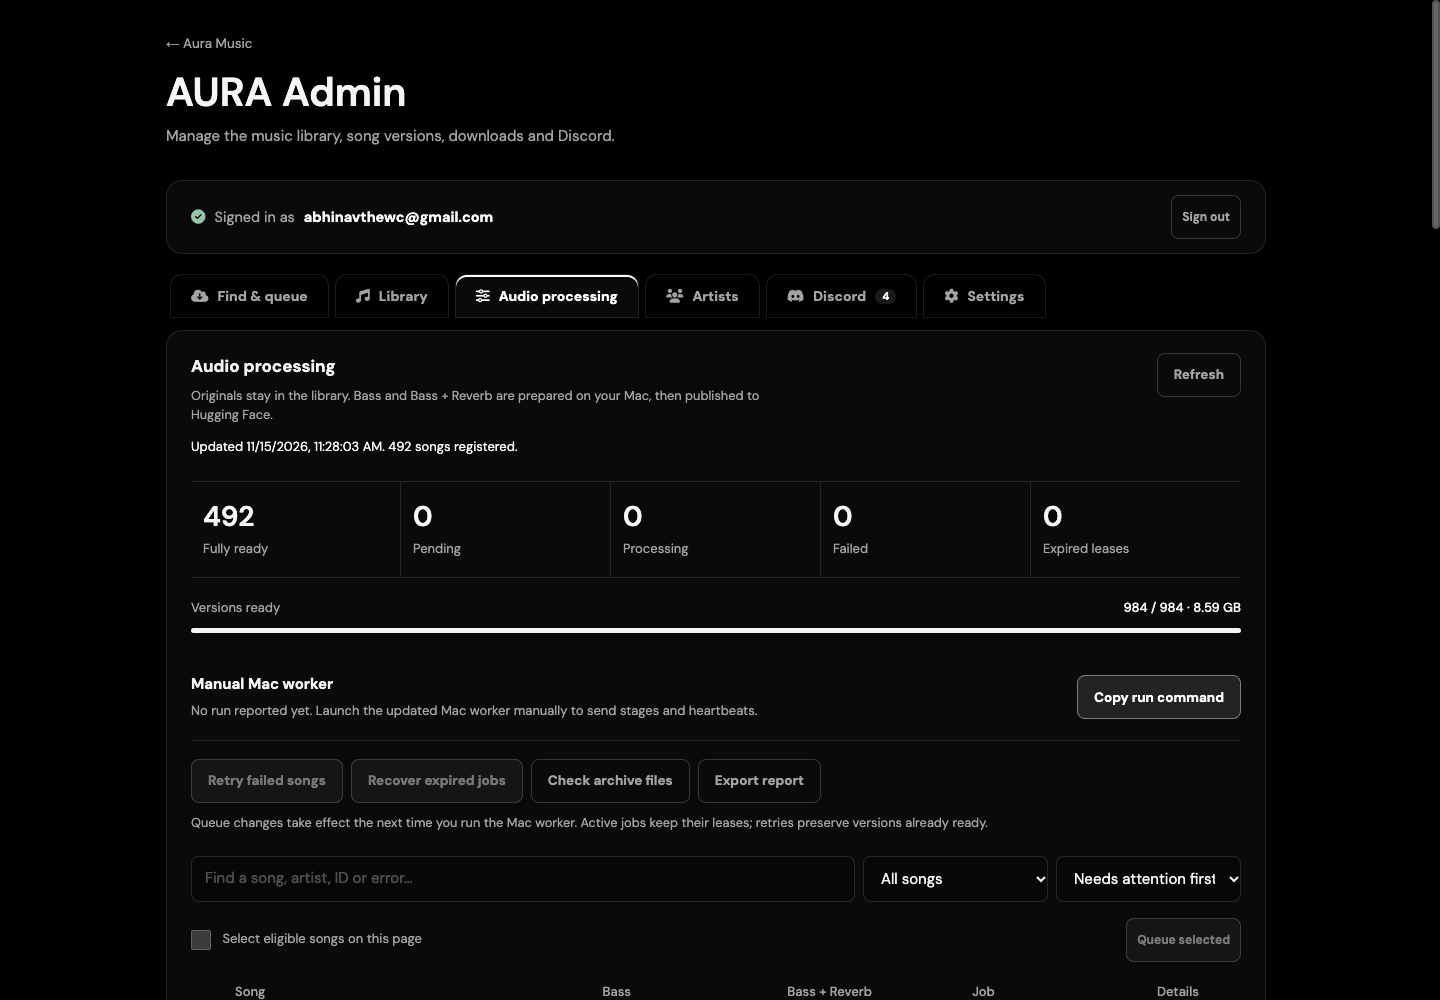 ← Aura Music
AURA Admin
Manage the music library, song versions, downloads and Discord.
Signed in as abhinavthewc@gmail.com
Sign out
Find & queue
Library
Audio processing
Artists
Discord 4
Settings
Audio processing
Refresh
Originals stay in the library. Bass and Bass + Reverb are prepared on your Mac, then published to
Hugging Face.
Updated 11/15/2026, 11:28:03 AM. 492 songs registered.
492
Fully ready
0
Pending
0
Processing
0
Failed
0
Expired leases
Versions ready
984 / 984 · 8.59 GB
Manual Mac worker
No run reported yet. Launch the updated Mac worker manually to send stages and heartbeats.
Copy run command
Retry failed songs
Recover expired jobs
Check archive files
Export report
Queue changes take effect the next time you run the Mac worker. Active jobs keep their leases; retries preserve versions already ready.
Find a song, artist, ID or error...
All songs
Needs attention first
Select eligible songs on this page
Queue selected
Song
Bass
Bass + Reverb
Job
Details